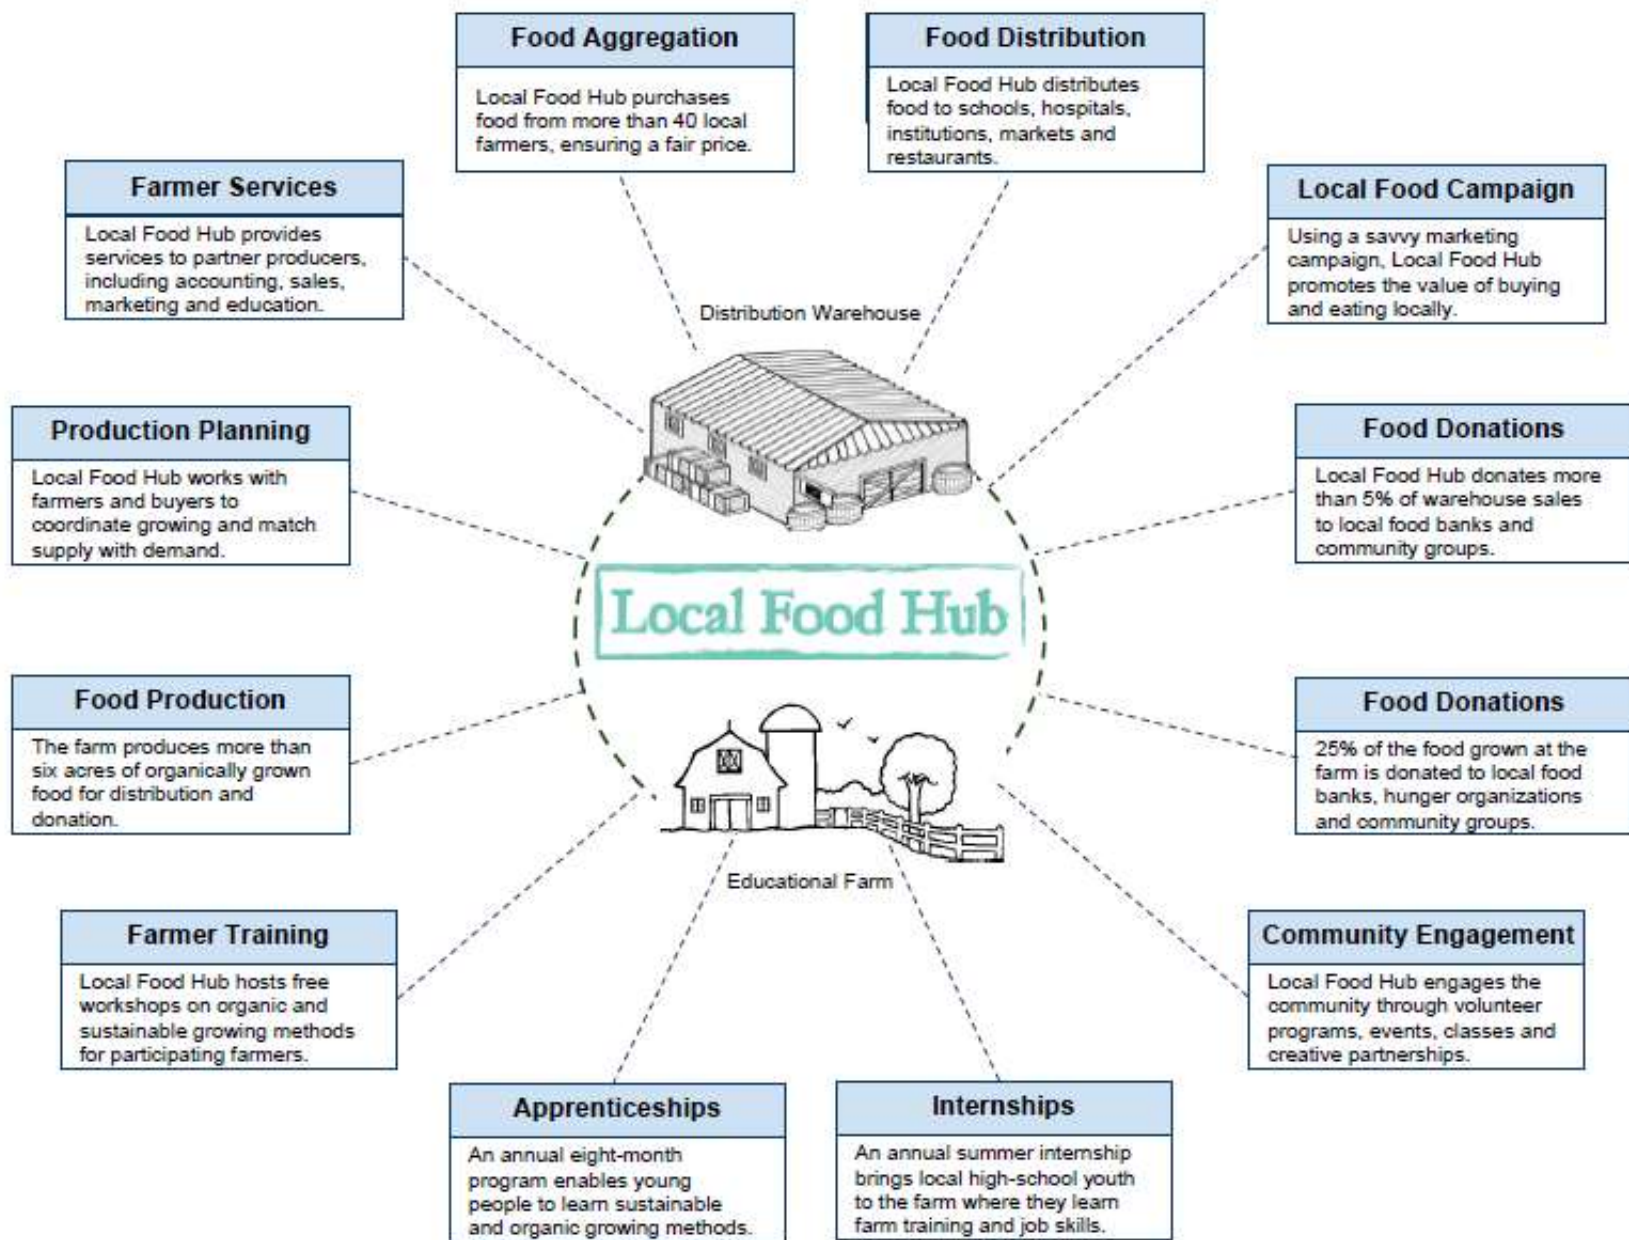 Food Aggregation
Local Food Hub purchases
food from more than 40 local
farmers, ensuring a fair price.
Food Distribution
Local Food Hub distributes
food to schools, hospitals,
institutions, markets and
restaurants.
Farmer Services
Local Food Hub provides
services to partner producers,
including accounting, sales,
marketing and education.
Local Food Campaign
Using a savvy marketing
campaign, Local Food Hub
promotes the value of buying
and eating locally.
Distribution Warehouse
Production Planning
Local Food Hub works with
farmers and buyers to
coordinate growing and match
supply with demand.
Food Donations
Local Food Hub donates more
than 5% of warehouse sales
to local food banks and
community groups.
Local Food Hub
Food Production
The farm produces more than
six acres of organically grown
food for distribution and
donation.
Food Donations
25% of the food grown at the
farm is donated to local food
banks, hunger organizations
and community groups.
Educational Farm
Farmer Training
Local Food Hub hosts free
workshops on organic and
sustainable growing methods
for participating farmers.
Community Engagement
Local Food Hub engages the
community through volunteer
programs, events, classes and
creative partnerships.
Apprenticeships
An annual eight-month
program enables young
people to learn sustainable
and organic growing methods.
Internships
An annual summer internship
brings local high-school youth
to the farm where they learn
farm training and job skills.